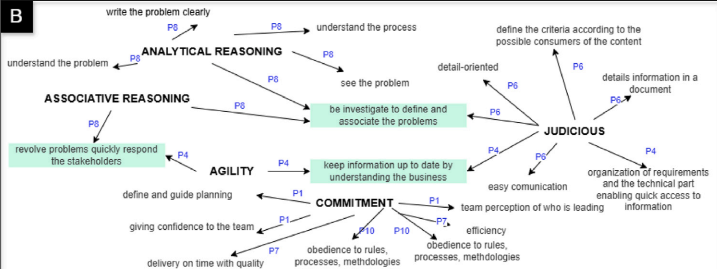 B
write the problem clearly
P8
P8
understand the process
define the criteria according to the
possible consumers of the content
ANALYTICAL REASONING
P8
P8
understand the problem
P8
see the problem
detail-oriented
P6
P6
details information in a
document
P6
ASSOCIATIVE REASONING
P8
P8
be investigate to define and
associate the problems
P6
JUDICIOUS
revolve problems quickly respond
the stakeholders
P4
AGILITY
P4
keep information up to date by
understanding the business
P4
P6
P4
easy comunication
organization of requirements
and the technical part
enabling quick access to
information
define and guide planning
P1
COMMITMENT
P1
team perception of who is leading
giving confidence to the team
P1
P7
efficiency
P7
P10
P10
delivery on time with quality
obedience to rules,
processes, methdologies
obedience to rules,
processes, methdologies